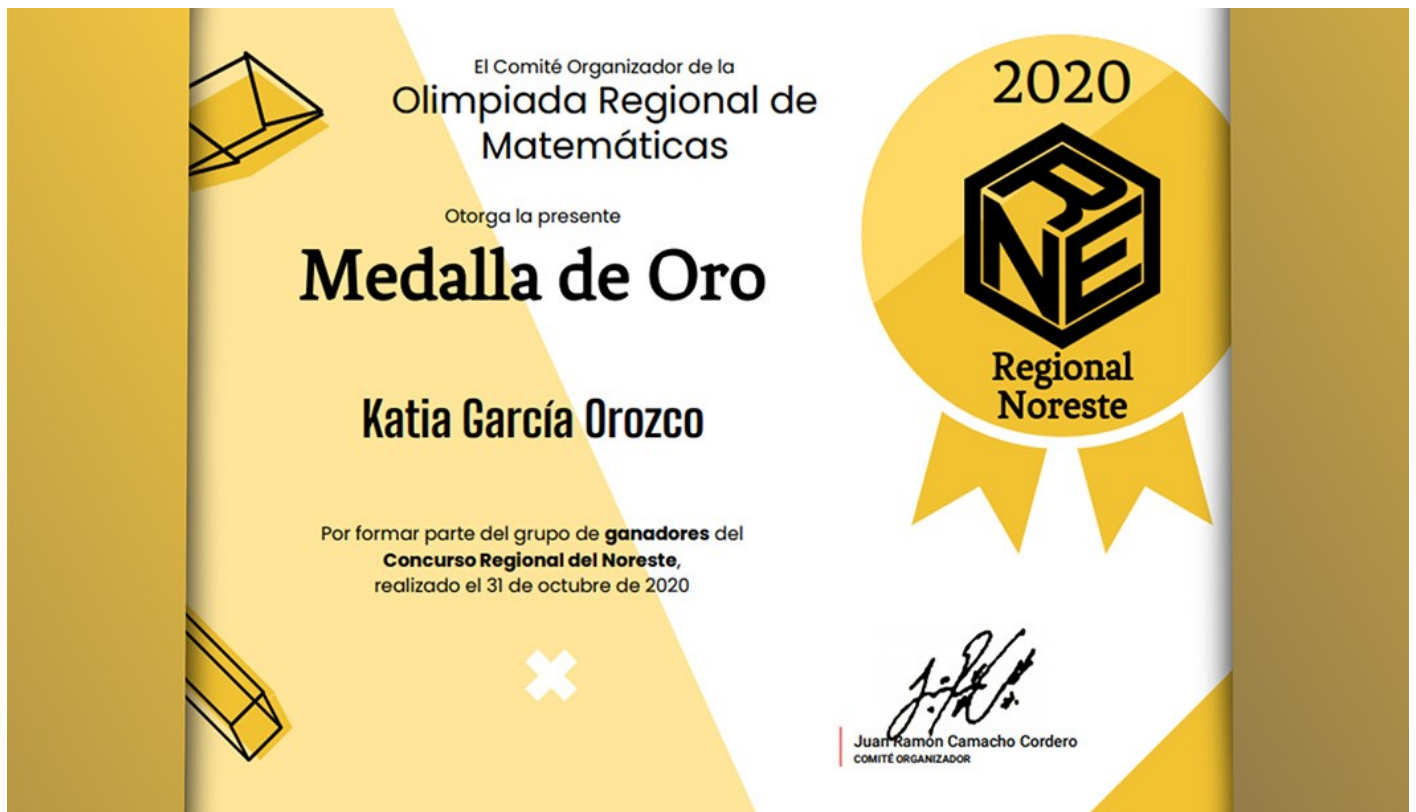 El Comité Organizador de la
Olimpiada Regional de
Matemáticas
Otorga la presente
Medalla de Oro
Katia García Orozco
Por formar parte del grupo de ganadores del
Concurso Regional del Noreste,
realizado el 31 de octubre de 2020
2020
RNE
Regional
Noreste
Juan Ramón Camacho Cordero
COMITÉ ORGANIZADOR